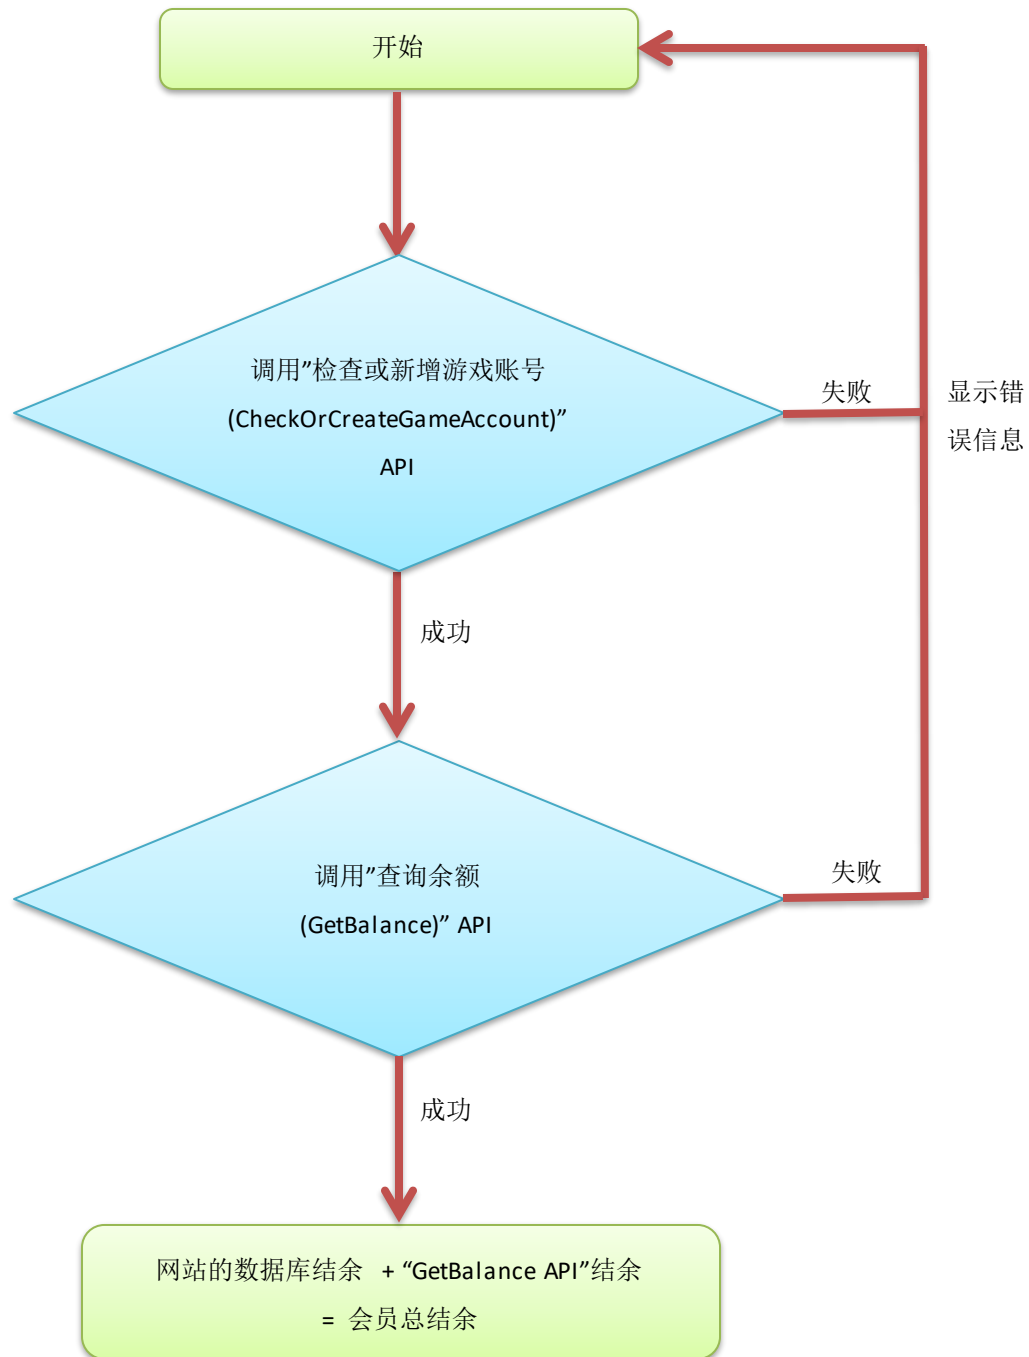 开始
调用”检查或新增游戏账号
(CheckOrCreateGameAccount)”
API
失败
显示错
误信息
成功
调用”查询余额
(GetBalance)” API
失败
成功
网站的数据库结余 + “GetBalance API”结余
= 会员总结余